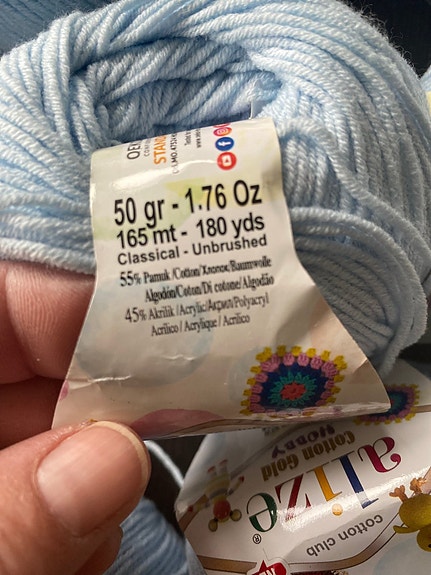 STAN
50 gr - 1.76 Oz
165 mt - 180 yds
Classical - Unbrushed
55% Pamuk/Cotton/Хлопок/Baumwolle
Algodón/Coton/Di cotone/Algodão
45% Akrilik/Acrylic/Акрил/Polyacryl
Acrilico / Acrylique / Acrilico
alize®
Cotton Gold
HOBBY
cotton club